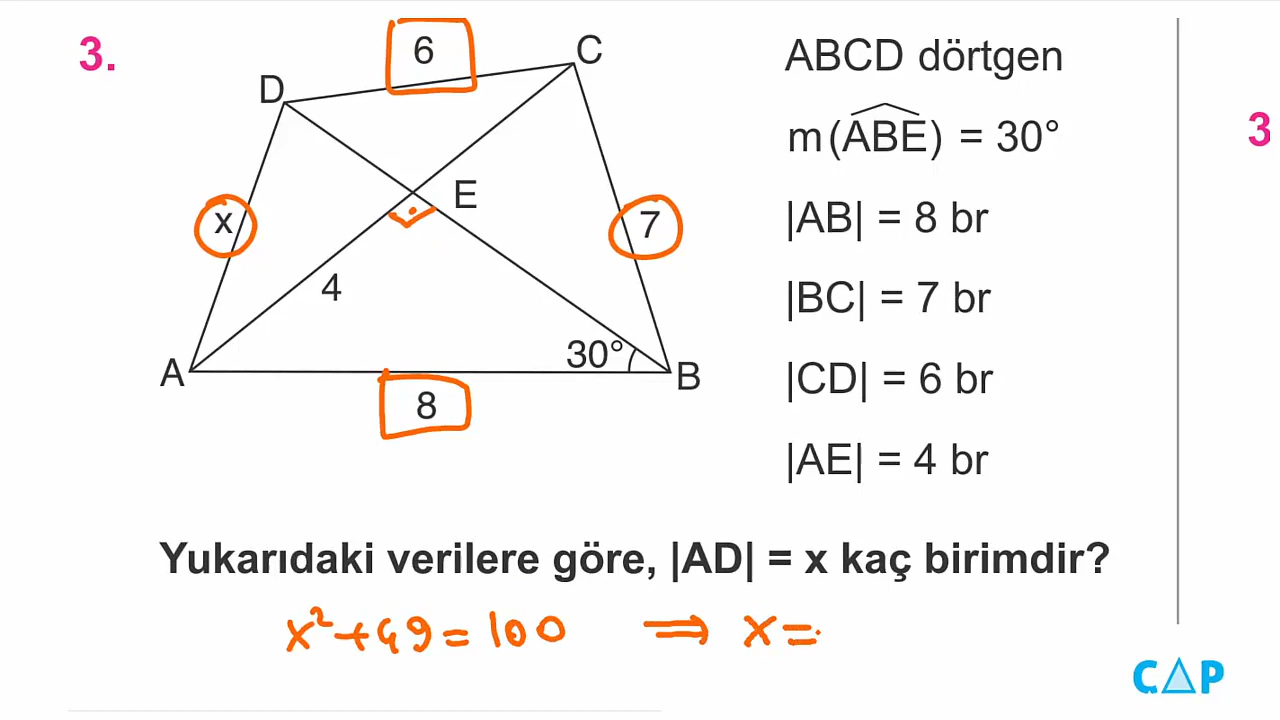 3.
6
C
D
ABCD dörtgen
m(ABE) = 30°
3
E
x
7
|AB| = 8 br
4
|BC| = 7 br
A
30°
B
8
|CD| = 6 br
|AE| = 4 br
Yukarıdaki verilere göre, |AD| = x kaç birimdir?
x² + 49 = 100 ⇒ x =
CAP